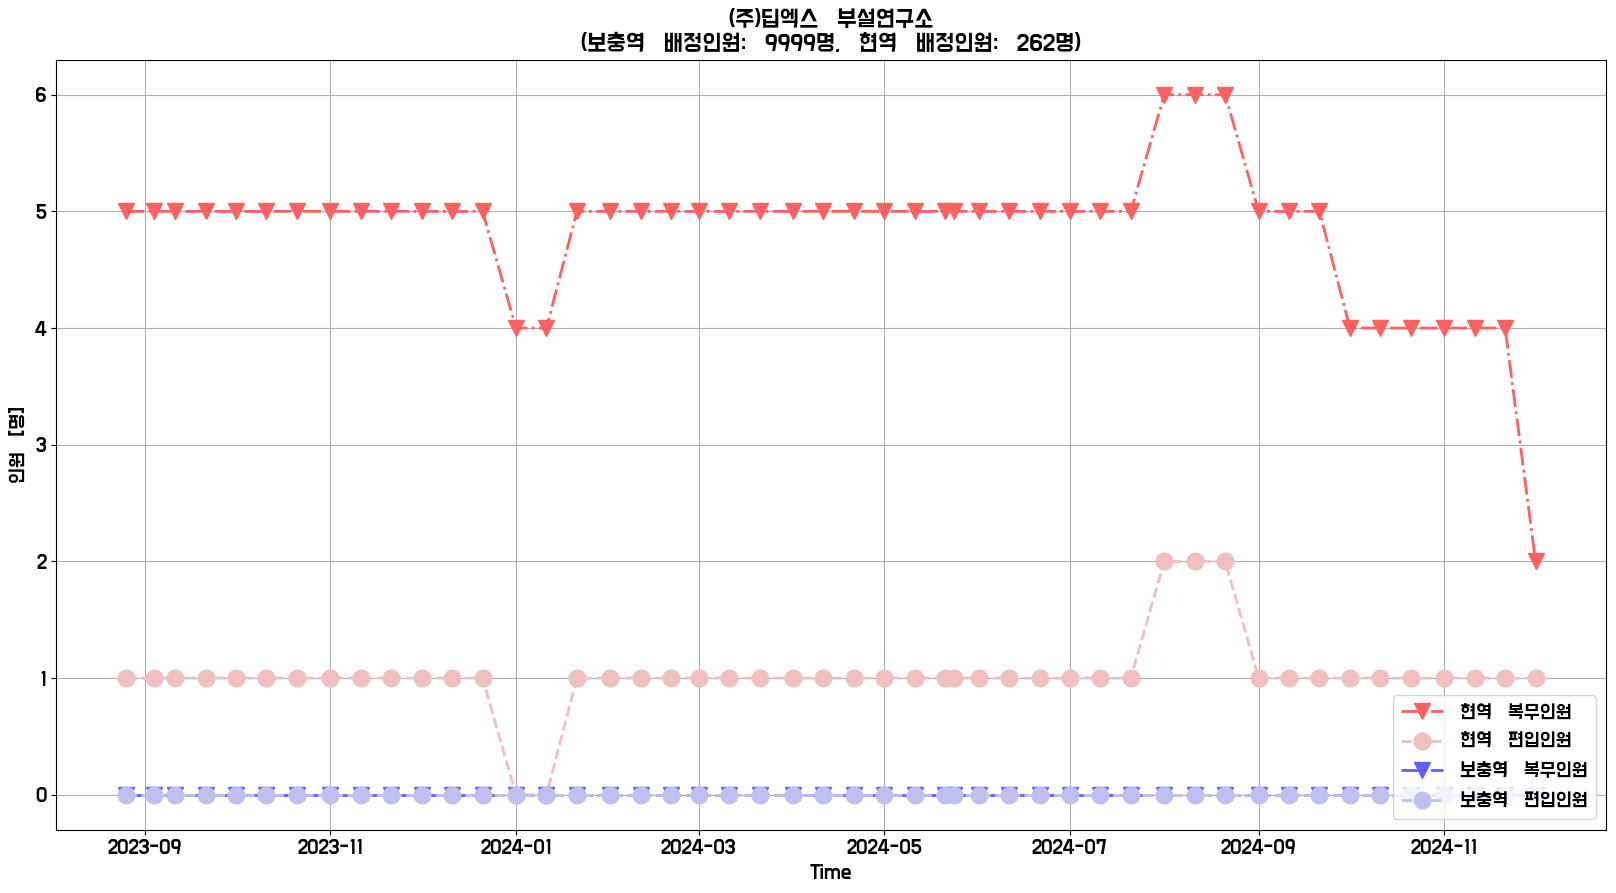 (주)딥엑스 부설연구소
(보충역 배정인원: 9999명, 현역 배정인원: 262명)
6
5
4
3
2
1
0
인원 [명]
2023-09
2023-11
2024-01
2024-03
2024-05
2024-07
2024-09
2024-11
Time
현역 복무인원
현역 편입인원
보충역 복무인원
보충역 편입인원